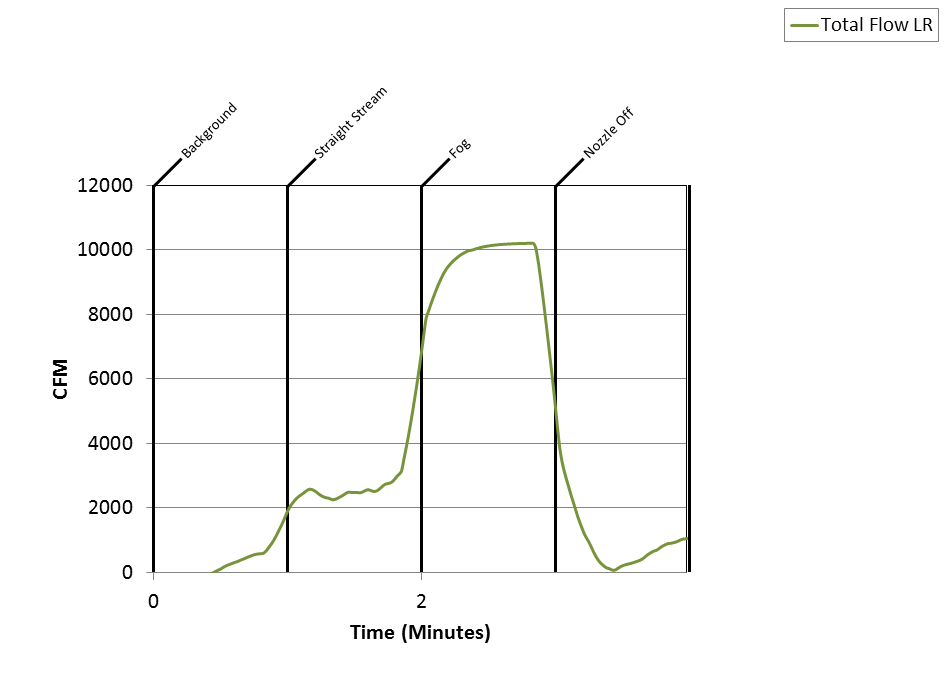 Total Flow LR
Background
Straight Stream
Fog
Nozzle Off
12000
10000
8000
6000
4000
2000
0
CFM
0
2
Time (Minutes)